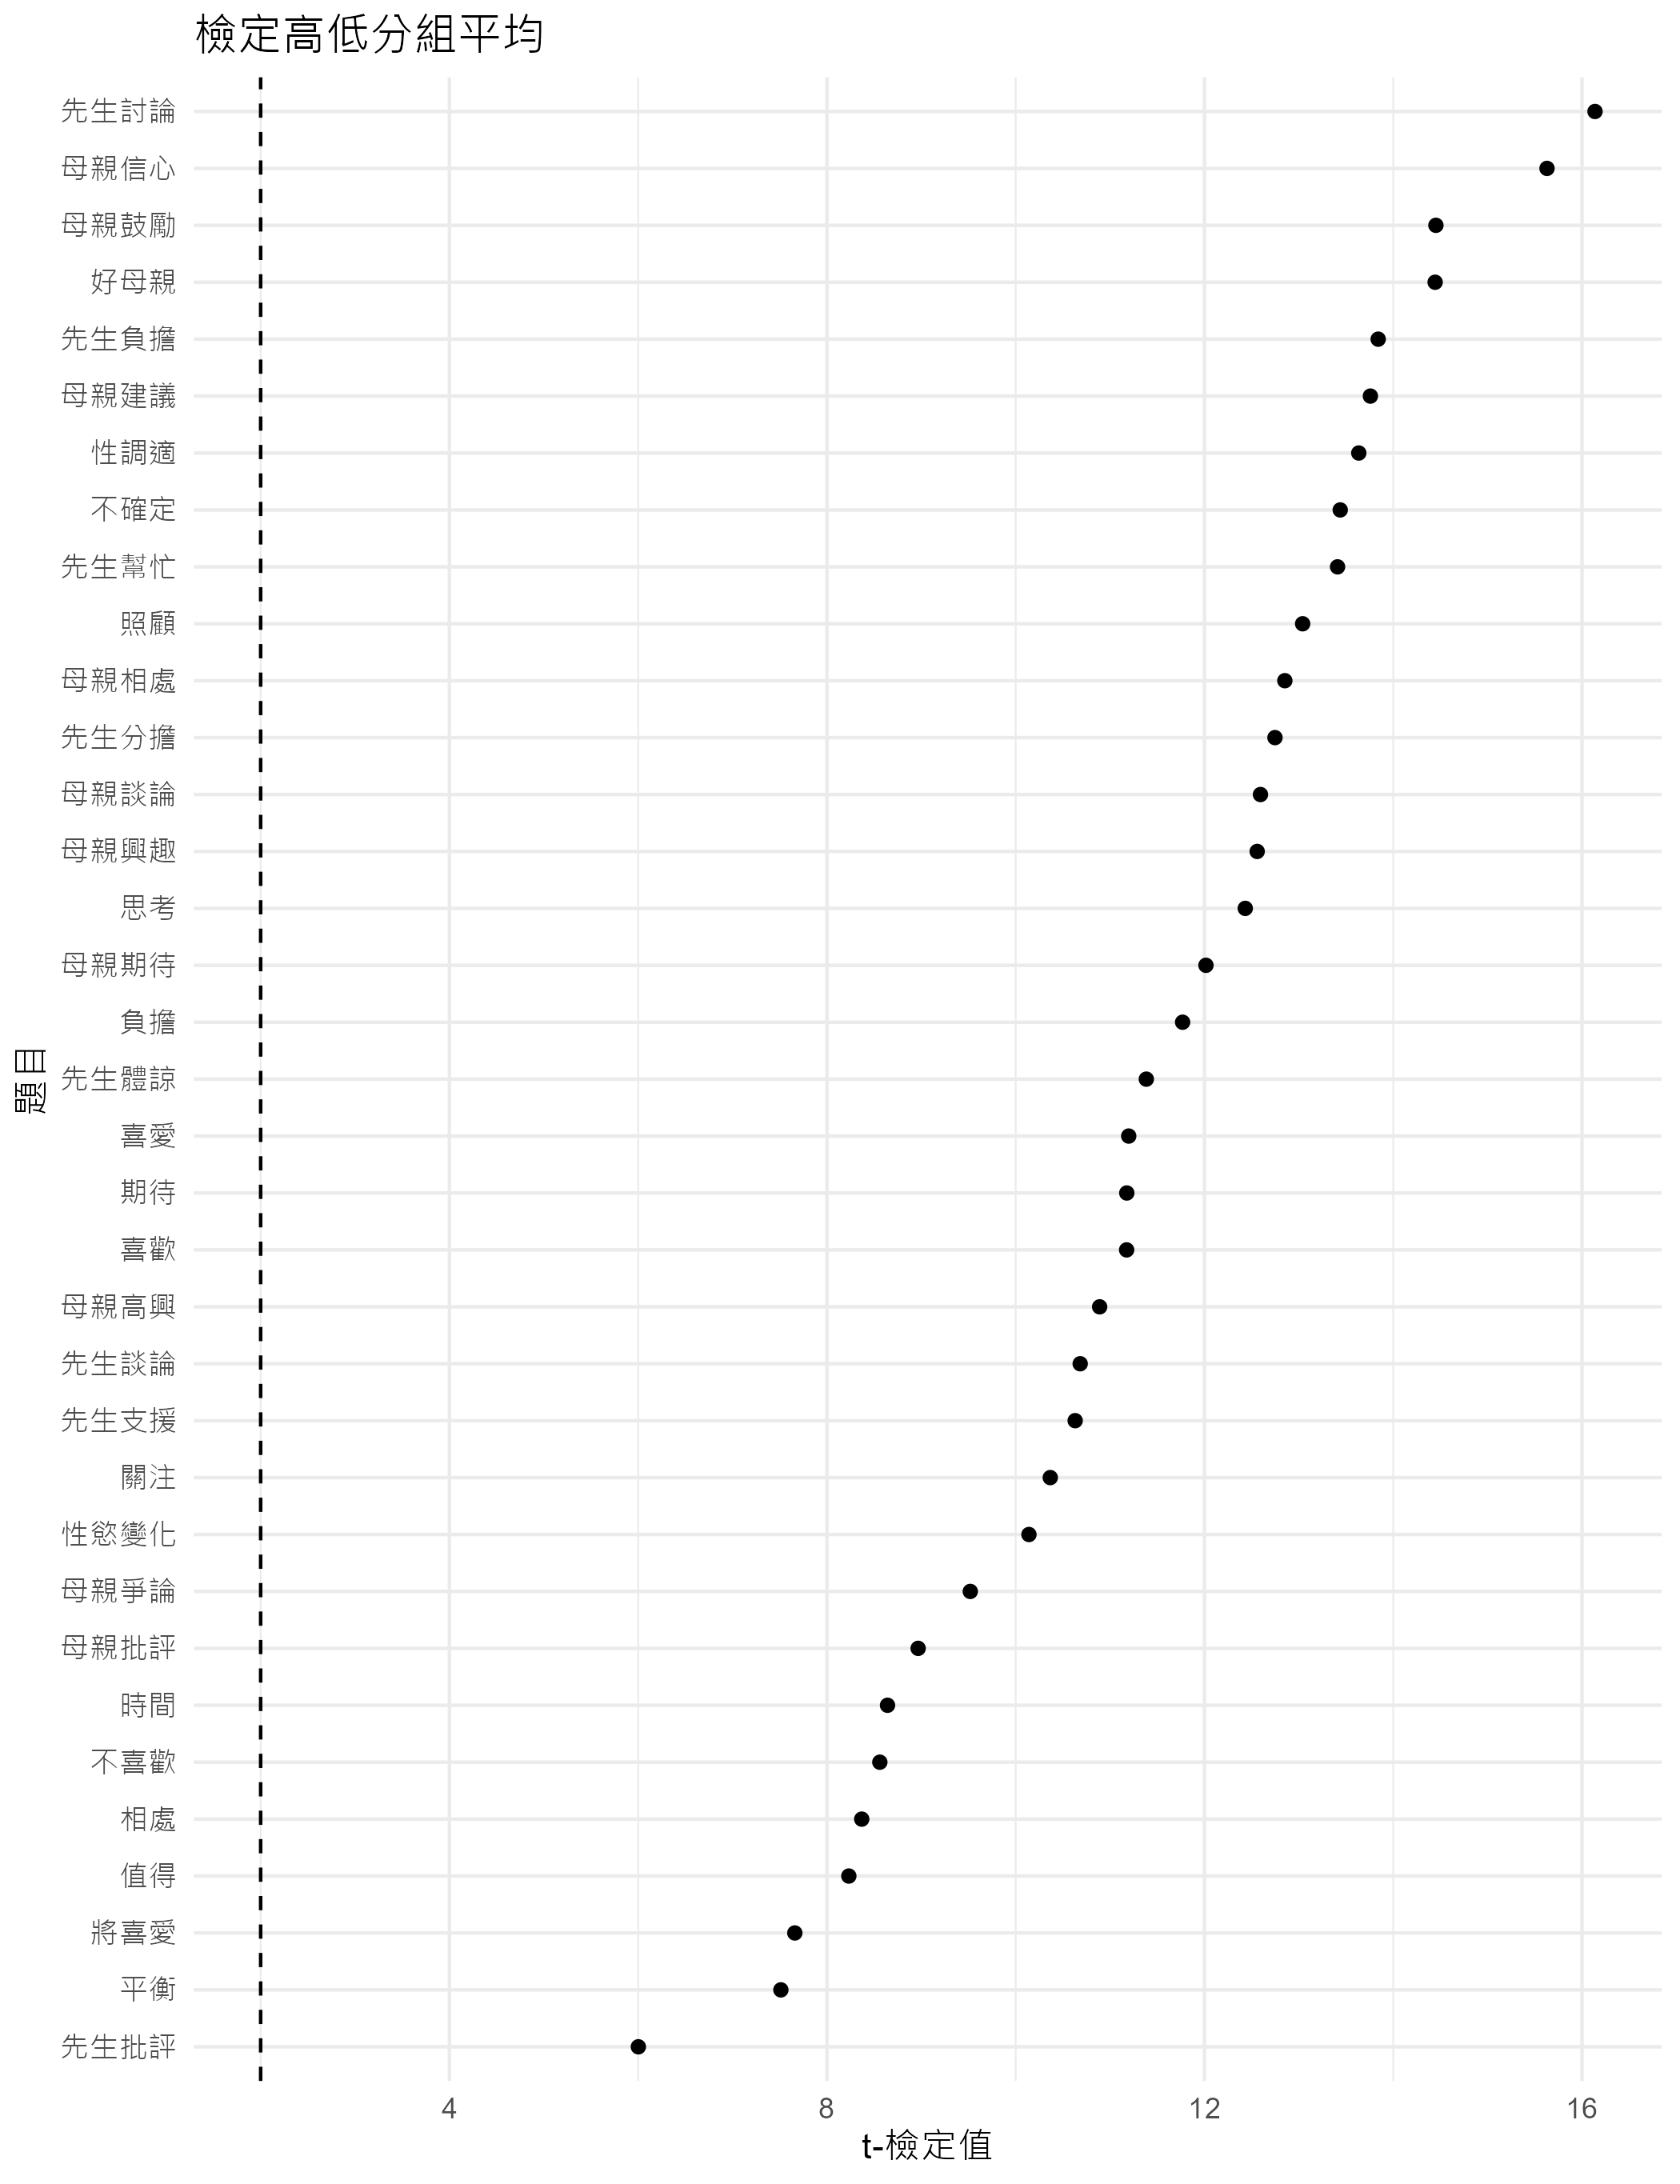 檢定高低分組平均
先生討論
母親信心
母親鼓勵
好母親
先生負擔
母親建議
性調適
不確定
先生幫忙
照顧
母親相處
先生分擔
母親談論
母親興趣
思考
母親期待
負擔
先生體諒
喜愛
期待
喜歡
母親高興
先生談論
先生支援
關注
性慾變化
母親爭論
母親批評
時間
不喜歡
相處
值得
將喜愛
平衡
先生批評
題目
4 8 12 16
t-檢定值